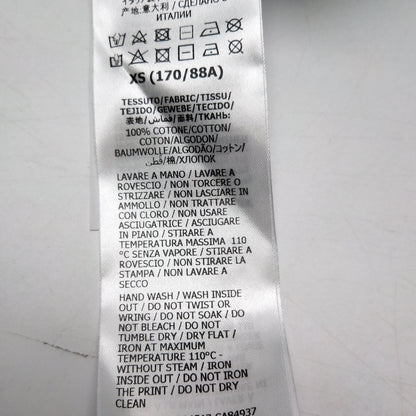 产地:意大利 / СДЕЛАНО В
ИТАЛИИ
XS (170/88A)
TESSUTO/FABRIC/TISSU/
TEJIDO/GEWEBE/TECIDO/
表地/قماش/面料/ТКАНЬ:
100% COTONE/COTTON/
COTON/ALGODON/
BAUMWOLLE/ALGODÃO/コットン/
قطن/棉/ХЛОПОК
LAVARE A MANO / LAVARE A
ROVESCIO / NON TORCERE O
STRIZZARE / NON LASCIARE IN
AMMOLLO / NON TRATTARE
CON CLORO / NON USARE
ASCIUGATRICE / ASCIUGARE
IN PIANO / STIRARE A
TEMPERATURA MASSIMA 110
°C SENZA VAPORE / STIRARE A
ROVESCIO / NON STIRARE LA
STAMPA / NON LAVARE A
SECCO
HAND WASH / WASH INSIDE
OUT / DO NOT TWIST OR
WRING / DO NOT SOAK / DO
NOT BLEACH / DO NOT
TUMBLE DRY / DRY FLAT /
IRON AT MAXIMUM
TEMPERATURE 110°C -
WITHOUT STEAM / IRON
INSIDE OUT / DO NOT IRON
THE PRINT / DO NOT DRY
CLEAN
CA84937